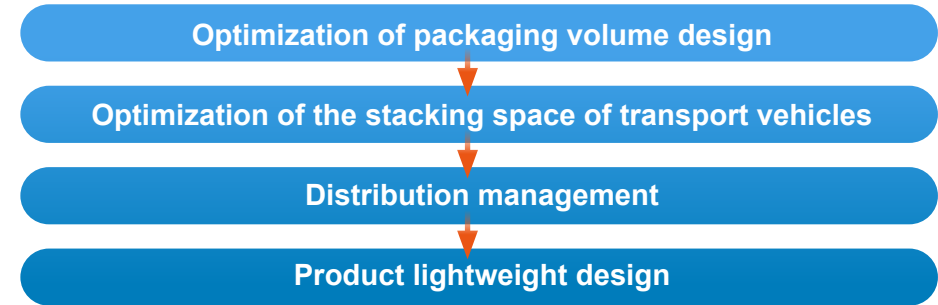 Optimization of packaging volume design
Optimization of the stacking space of transport vehicles
Distribution management
Product lightweight design